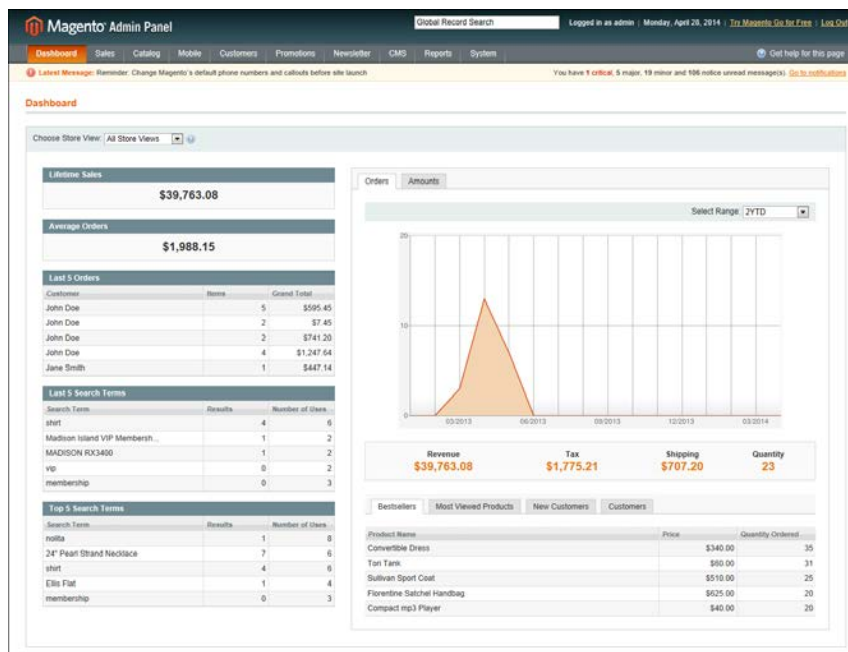 Magento® Admin Panel
Global Record Search
Logged in as admin | Monday, April 28, 2014 | Try Magento Go for Free | Log Out
Dashboard Sales Catalog Mobile Customers Promotions Newsletter CMS Reports System
Get help for this page
Latest Message: Reminder: Change Magento's default phone numbers and callouts before site launch
You have 1 critical, 5 major, 19 minor and 106 notice unread message(s). Go to notifications
Dashboard
Choose Store View: All Store Views
Lifetime Sales
$39,763.08
Average Orders
$1,988.15
Last 5 Orders
Customer Items Grand Total
John Doe 5 $595.45
John Doe 2 $7.45
John Doe 2 $741.20
John Doe 4 $1,247.64
Jane Smith 1 $447.14
Last 5 Search Terms
Search Term Results Number of Uses
shirt 4 6
Madison Island VIP Membersh... 1 2
MADISON RX3400 1 2
vip 0 2
membership 0 3
Top 5 Search Terms
Search Term Results Number of Uses
nolita 1 8
24" Pearl Strand Necklace 7 6
shirt 4 6
Ellis Flat 1 4
membership 0 3
Orders Amounts
Select Range: 2YTD
20
10
0
03/2013 06/2013 09/2013 12/2013 03/2014
Revenue Tax Shipping Quantity
$39,763.08 $1,775.21 $707.20 23
Bestsellers Most Viewed Products New Customers Customers
Product Name Price Quantity Ordered
Convertible Dress $340.00 35
Tori Tank $60.00 31
Sullivan Sport Coat $510.00 25
Florentine Satchel Handbag $625.00 20
Compact mp3 Player $40.00 20